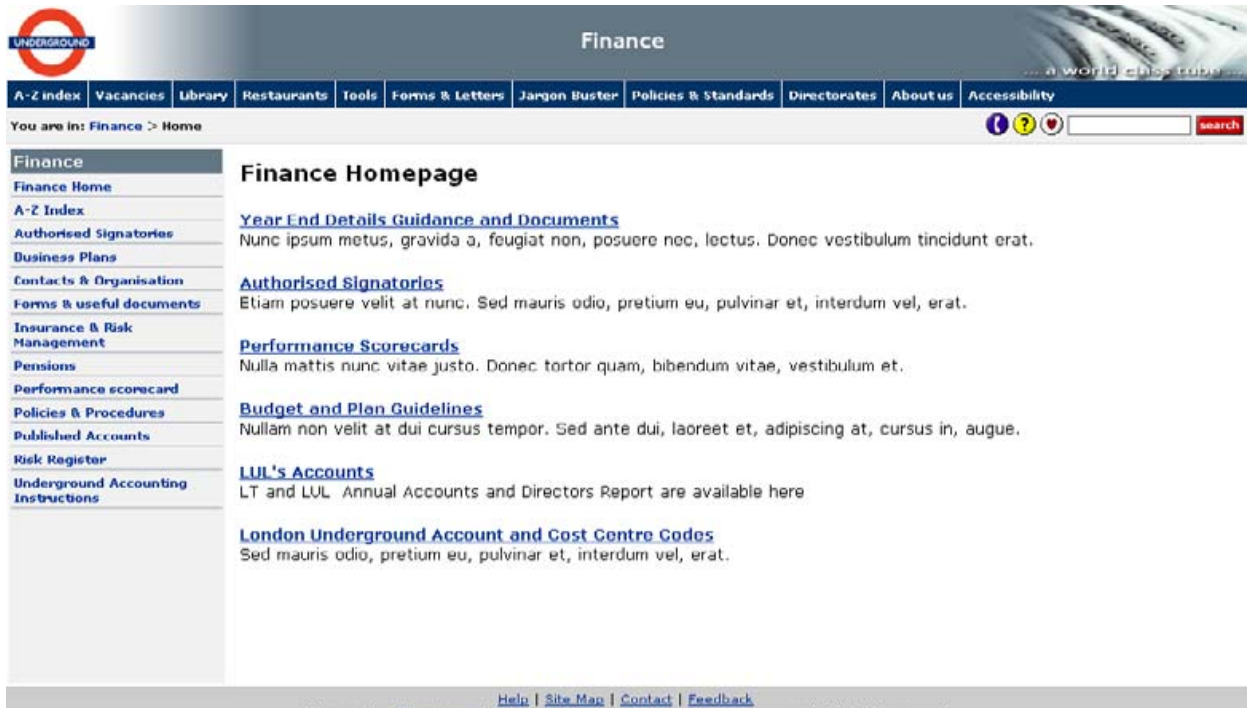 UNDERGROUND
Finance
... a world class tube ...
A-Z index Vacancies Library Restaurants Tools Forms & Letters Jargon Buster Policies & Standards Directorates About us Accessibility
You are in: Finance > Home
?
search
Finance
Finance Home
A-Z Index
Authorised Signatories
Business Plans
Contacts & Organisation
Forms & useful documents
Insurance & Risk
Management
Pensions
Performance scorecard
Policies & Procedures
Published Accounts
Risk Register
Underground Accounting
Instructions
Finance Homepage
Year End Details Guidance and Documents
Nunc ipsum metus, gravida a, feugiat non, posuere nec, lectus. Donec vestibulum tincidunt erat.
Authorised Signatories
Etiam posuere velit at nunc. Sed mauris odio, pretium eu, pulvinar et, interdum vel, erat.
Performance Scorecards
Nulla mattis nunc vitae justo. Donec tortor quam, bibendum vitae, vestibulum et.
Budget and Plan Guidelines
Nullam non velit at dui cursus tempor. Sed ante dui, laoreet et, adipiscing at, cursus in, augue.
LUL's Accounts
LT and LUL Annual Accounts and Directors Report are available here
London Underground Account and Cost Centre Codes
Sed mauris odio, pretium eu, pulvinar et, interdum vel, erat.
Help | Site Map | Contact | Feedback